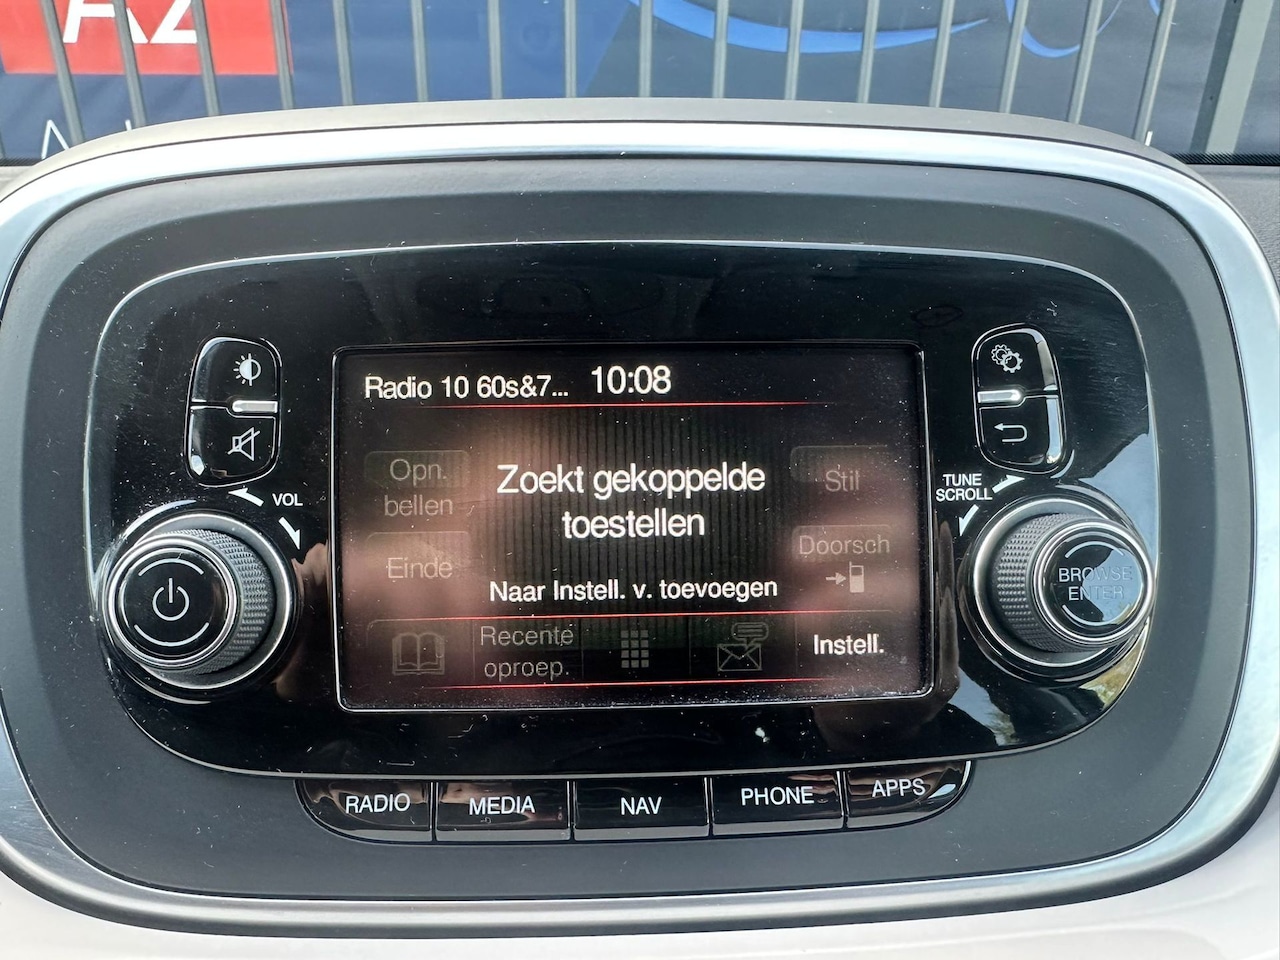 AZ
Radio 10 60s&7... 10:08
Opn.
bellen
Zoekt gekoppelde
toestellen
Stil
Einde
Doorsch
Naar Instell. v. toevoegen
Recente
oproep.
Instell.
VOL
TUNE
SCROLL
BROWSE
ENTER
RADIO
MEDIA
NAV
PHONE
APPS